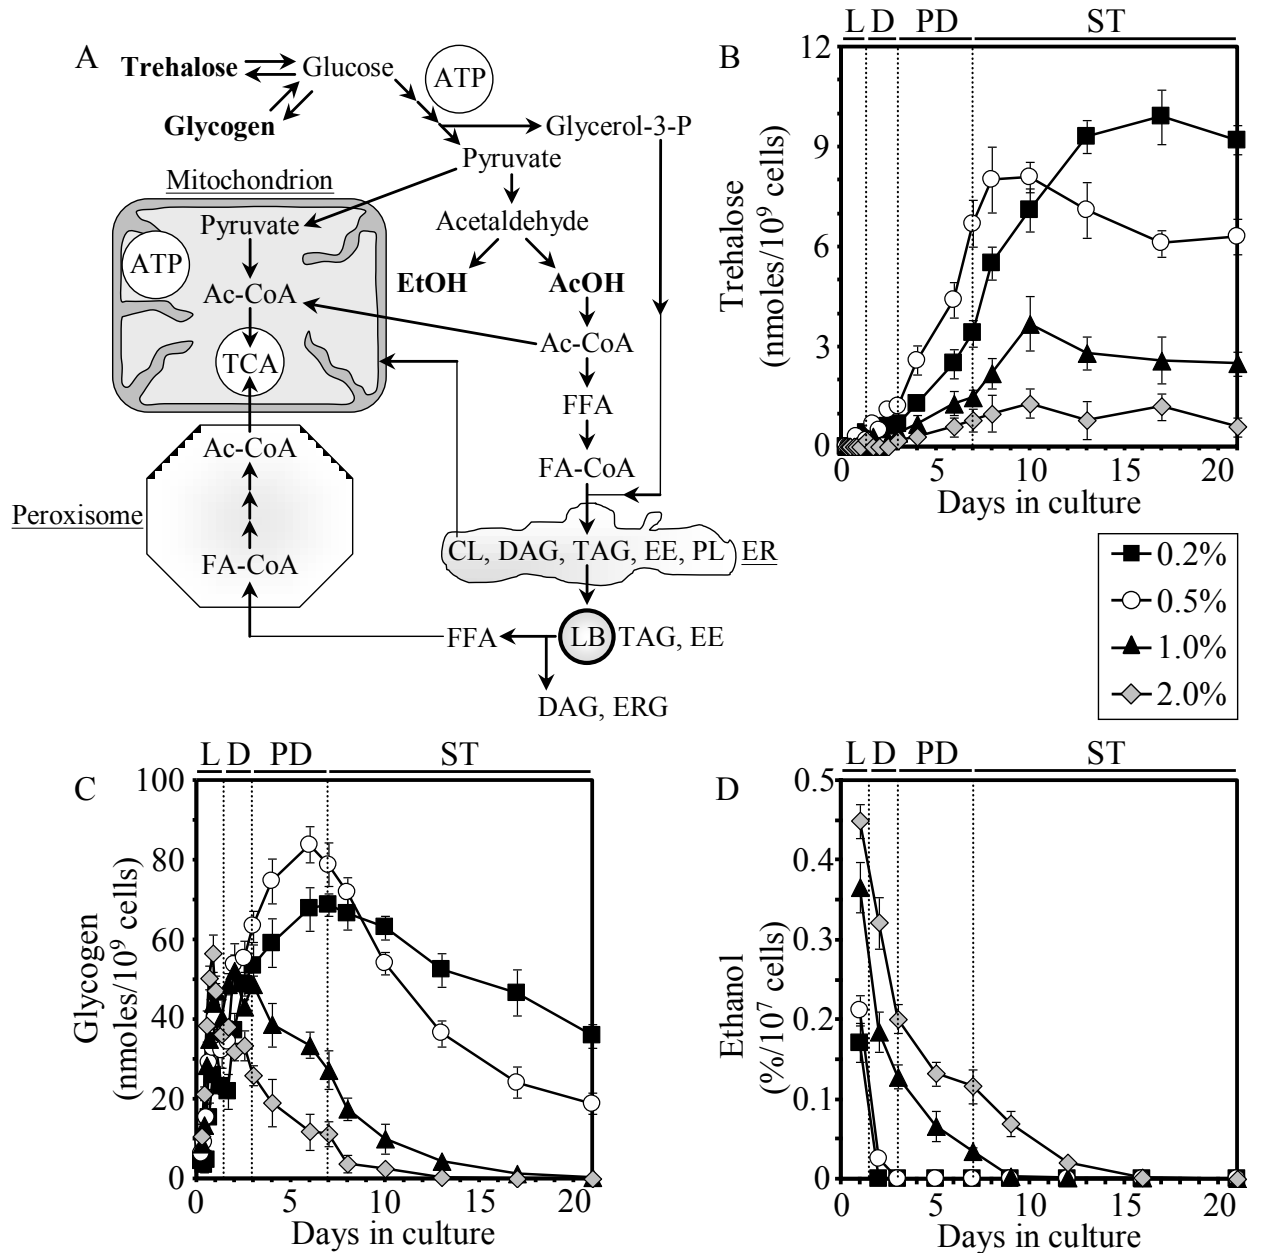 A
Trehalose
Glucose
ATP
Glycogen
Glycerol-3-P
Pyruvate
Mitochondrion
Pyruvate
Acetaldehyde
ATP
EtOH
AcOH
Ac-CoA
Ac-CoA
TCA
FFA
Ac-CoA
FA-CoA
Peroxisome
FA-CoA
CL, DAG, TAG, EE, PL
ER
FFA
LB
TAG, EE
DAG, ERG
B
L D PD ST
12
9
6
3
0
Trehalose
(nmoles/10⁹ cells)
0 5 10 15 20
Days in culture
0.2%
0.5%
1.0%
2.0%
C
L D PD ST
100
80
60
40
20
0
Glycogen
(nmoles/10⁹ cells)
0 5 10 15 20
Days in culture
D
L D PD ST
0.5
0.4
0.3
0.2
0.1
0
Ethanol
(%/10⁷ cells)
0 5 10 15 20
Days in culture